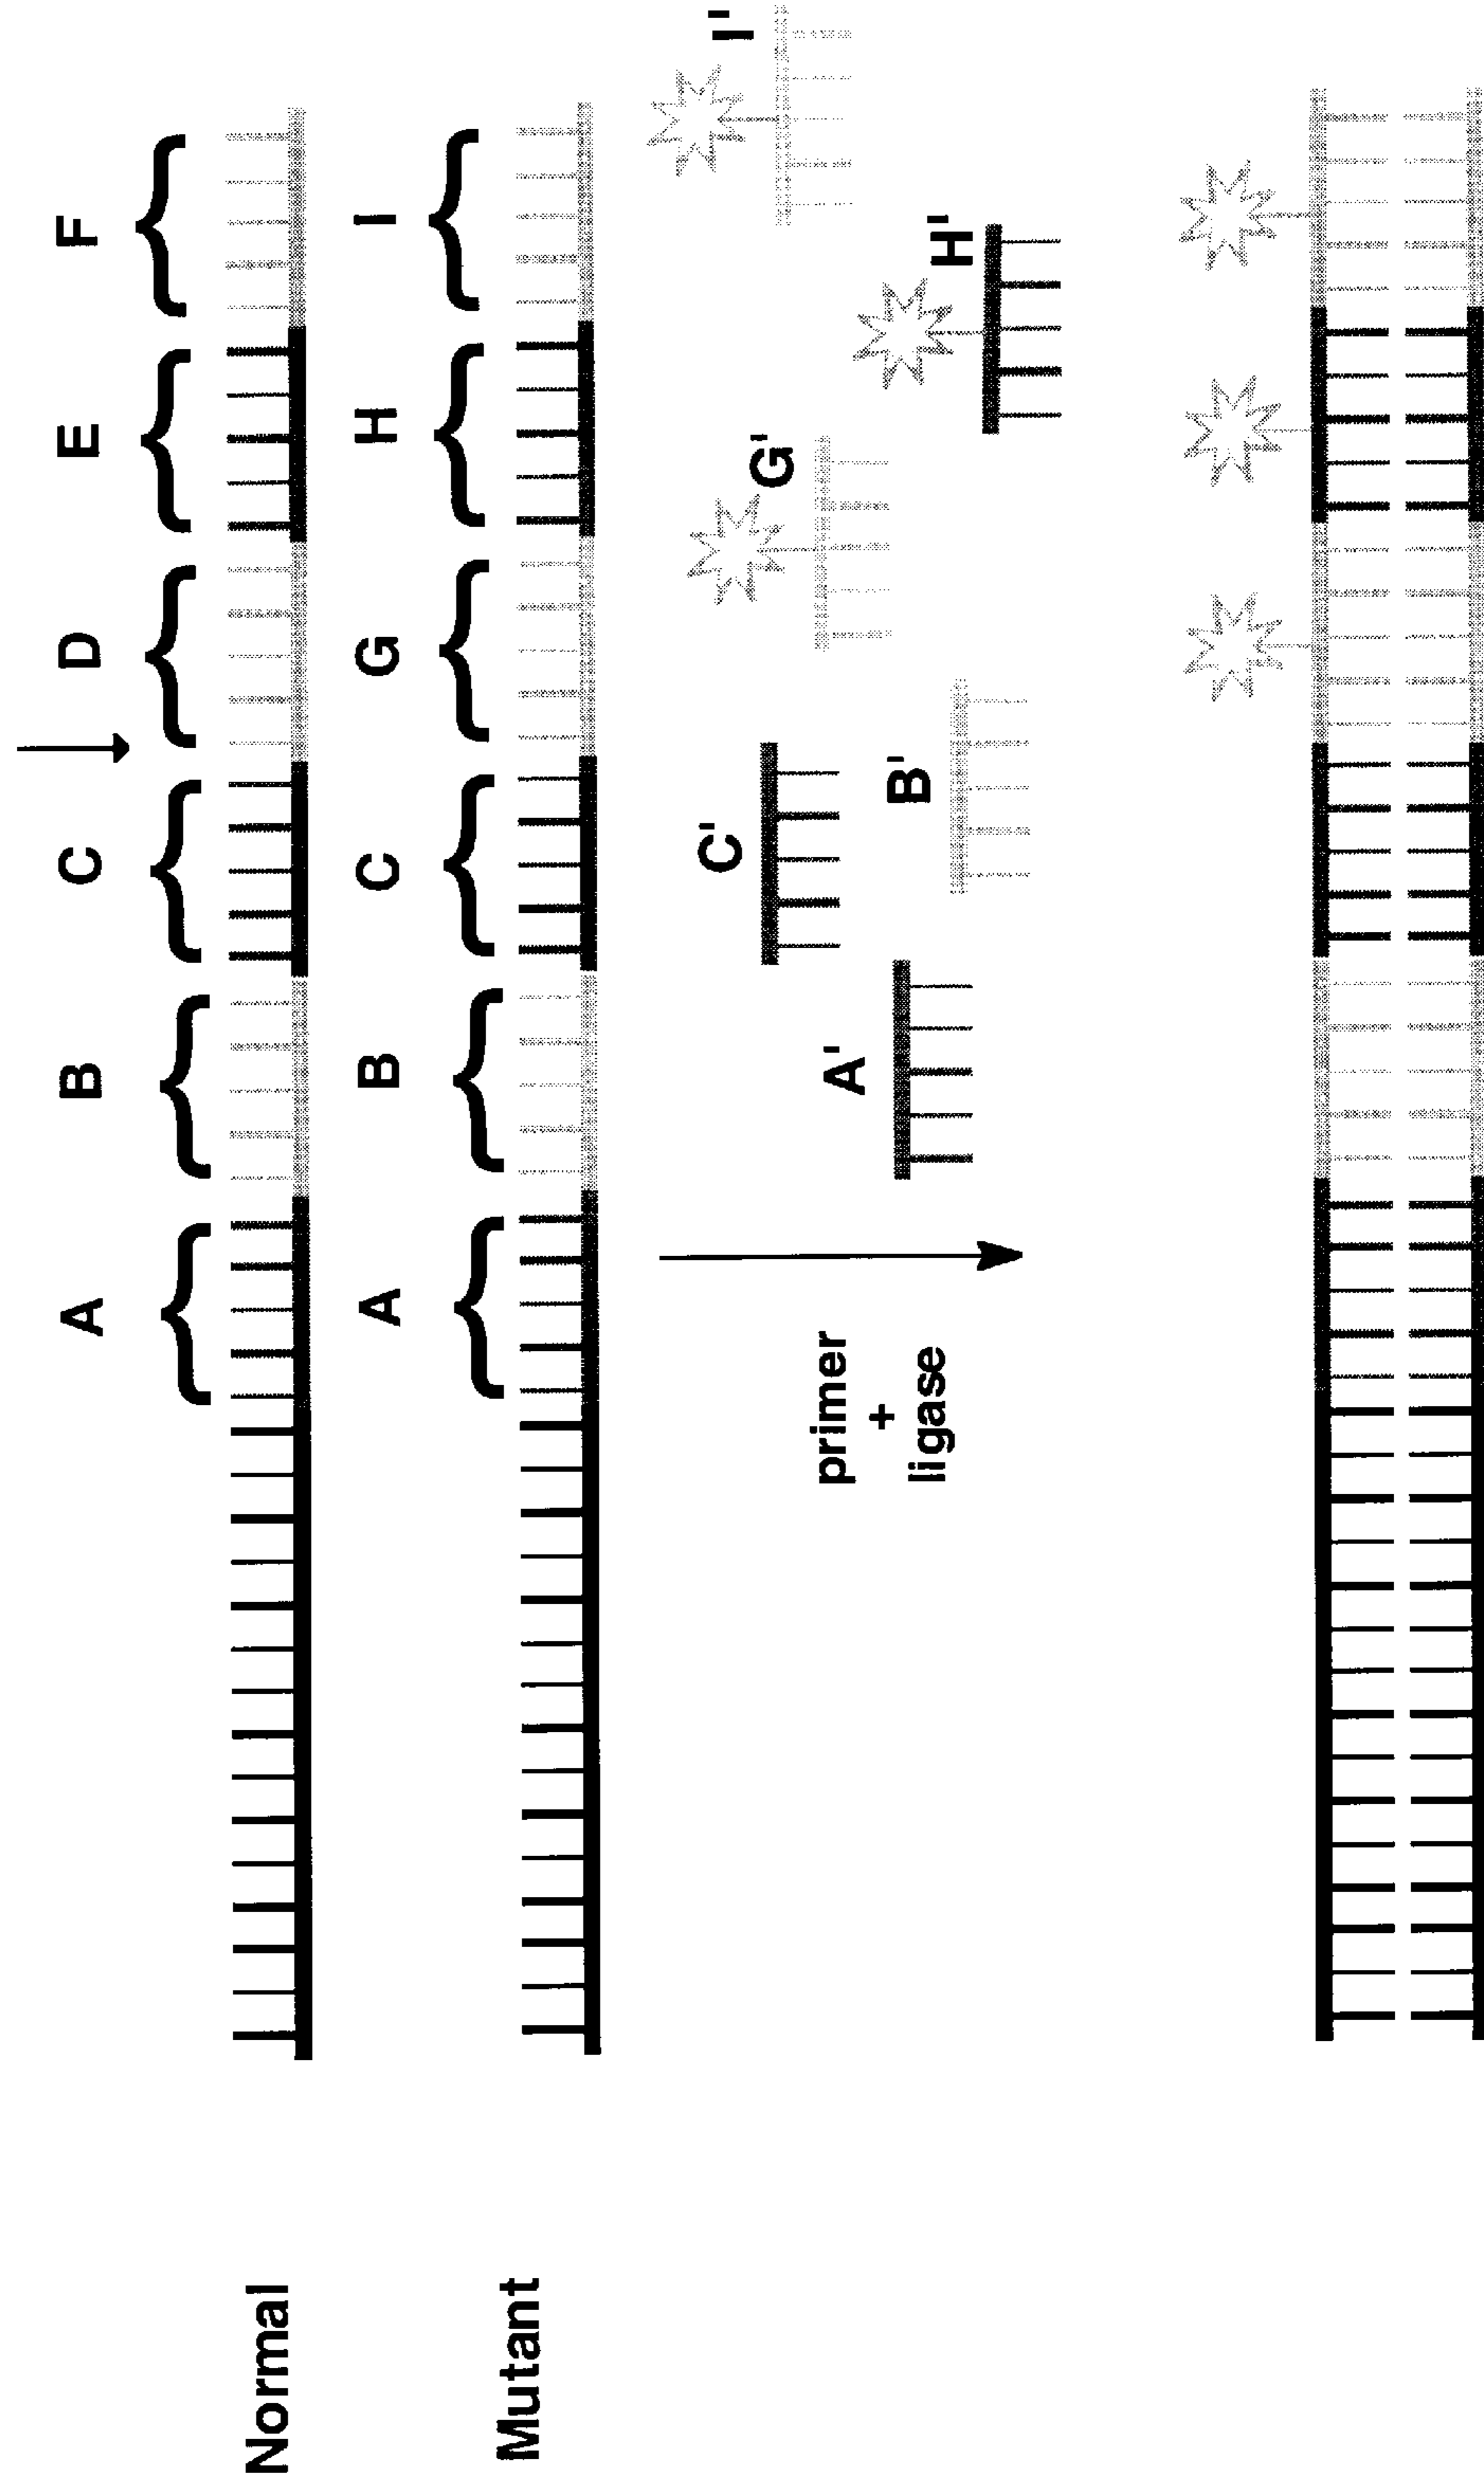 A B C D E F
Normal
A B C G H I
Mutant
I'
G'
C'
H'
B'
A'
primer
+
ligase